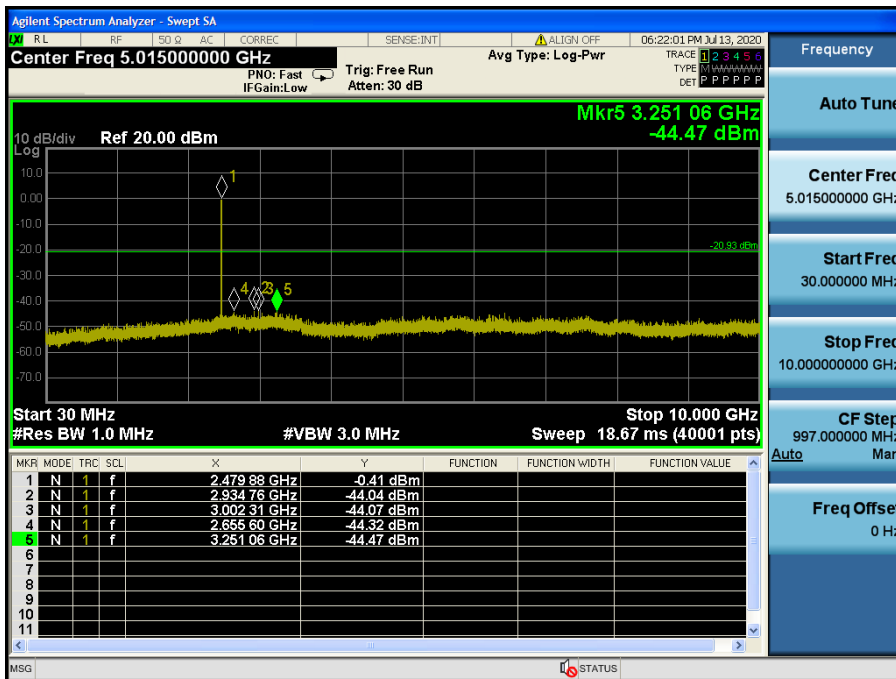 Agilent Spectrum Analyzer - Swept SA
LXI RL RF 50 Ω AC CORREC SENSE:INT ALIGN OFF 06:22:01 PM Jul 13, 2020
Center Freq 5.015000000 GHz
PNO: Fast
IFGain:Low
Trig: Free Run
Atten: 30 dB
Avg Type: Log-Pwr
TRACE 1 2 3 4 5 6
TYPE M WWWWW
DET P P P P P P
Mkr5 3.251 06 GHz
-44.47 dBm
10 dB/div Ref 20.00 dBm
Log
10.0
0.00
-10.0
-20.0
-30.0
-40.0
-50.0
-60.0
-70.0
1
4 2 3 5
-20.93 dBm
Start 30 MHz Stop 10.000 GHz
#Res BW 1.0 MHz #VBW 3.0 MHz Sweep 18.67 ms (40001 pts)
MKR MODE TRC SCL X Y FUNCTION FUNCTION WIDTH FUNCTION VALUE
1 N 1 f 2.479 88 GHz -0.41 dBm
2 N 1 f 2.934 76 GHz -44.04 dBm
3 N 1 f 3.002 31 GHz -44.07 dBm
4 N 1 f 2.655 60 GHz -44.32 dBm
5 N 1 f 3.251 06 GHz -44.47 dBm
6
7
8
9
10
11
MSG STATUS
Frequency
Auto Tune
Center Freq
5.015000000 GHz
Start Freq
30.000000 MHz
Stop Freq
10.000000000 GHz
CF Step
997.000000 MHz
Auto Man
Freq Offset
0 Hz